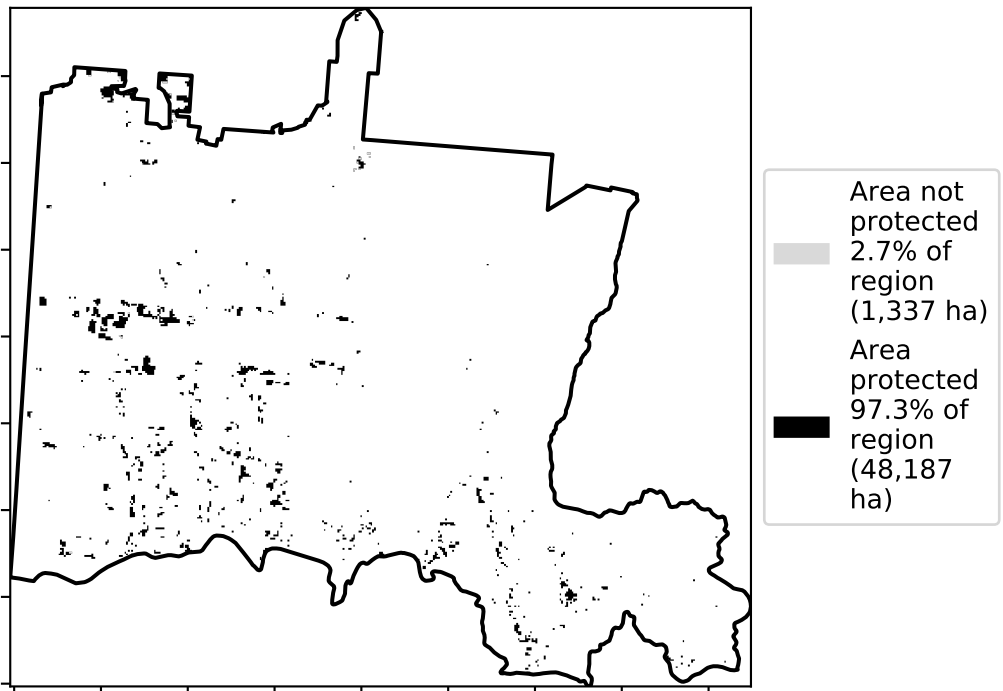 Area not
protected
2.7% of
region
(1,337 ha)
Area
protected
97.3% of
region
(48,187
ha)